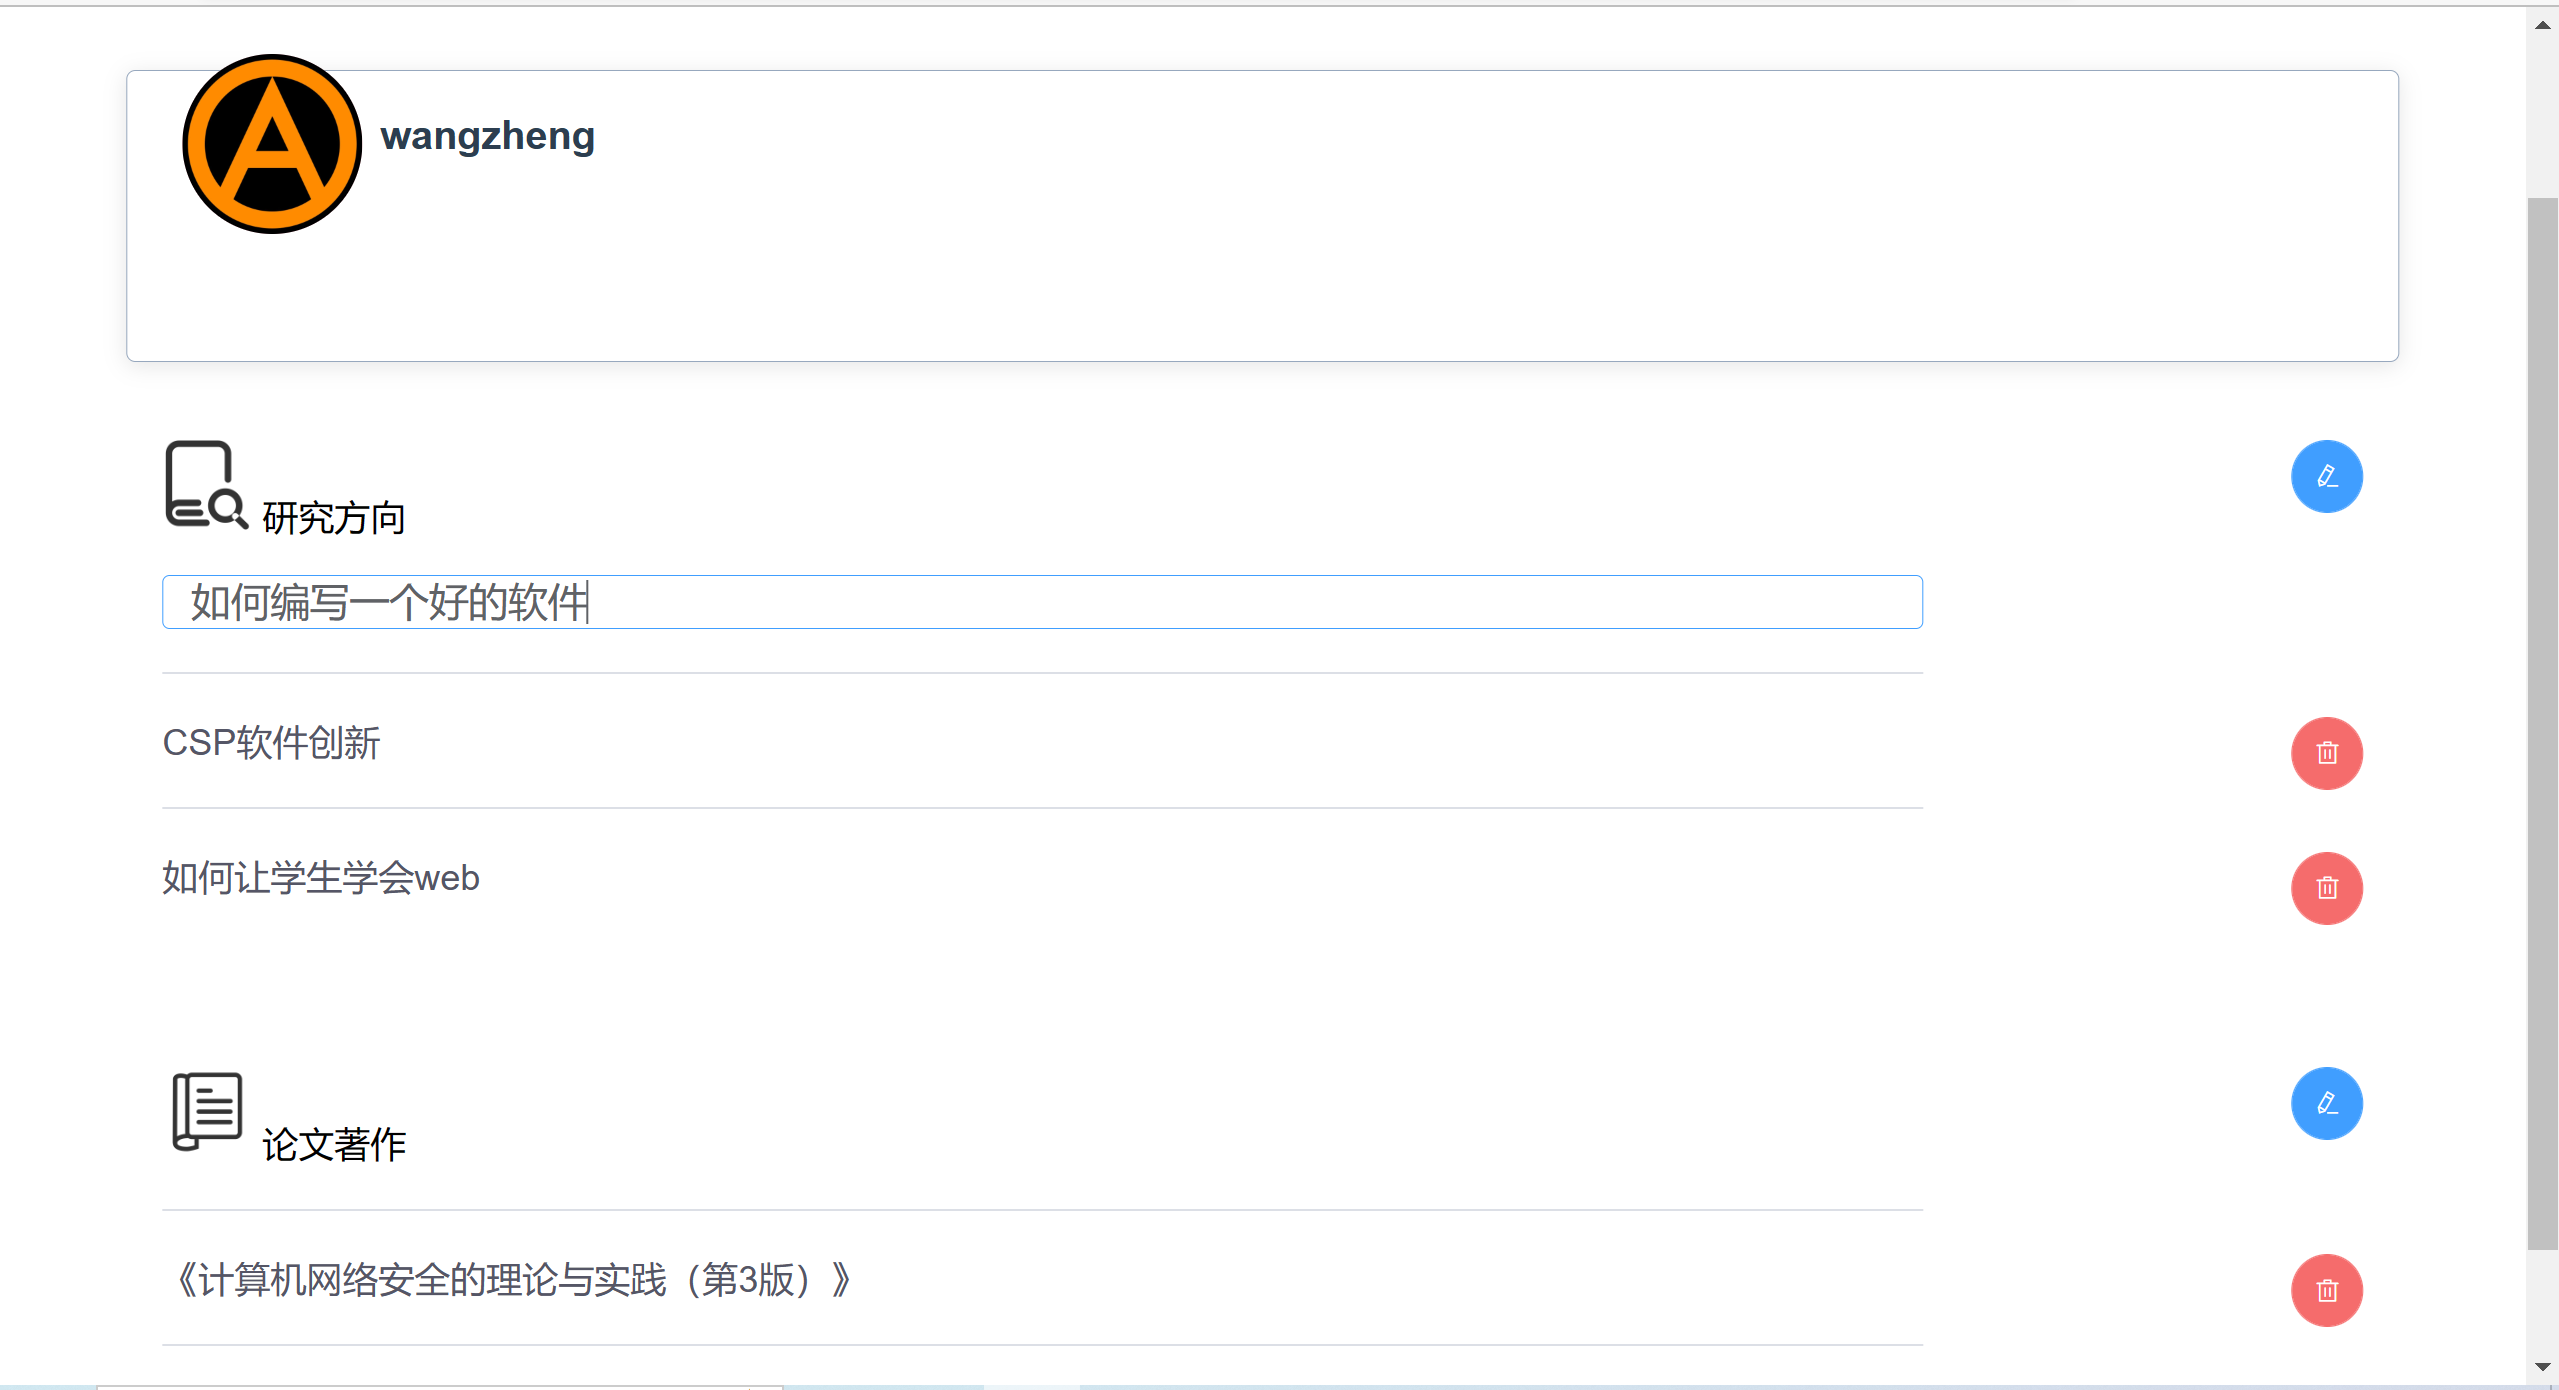 wangzheng
研究方向
如何编写一个好的软件
CSP软件创新
如何让学生学会web
论文著作
《计算机网络安全的理论与实践（第3版）》